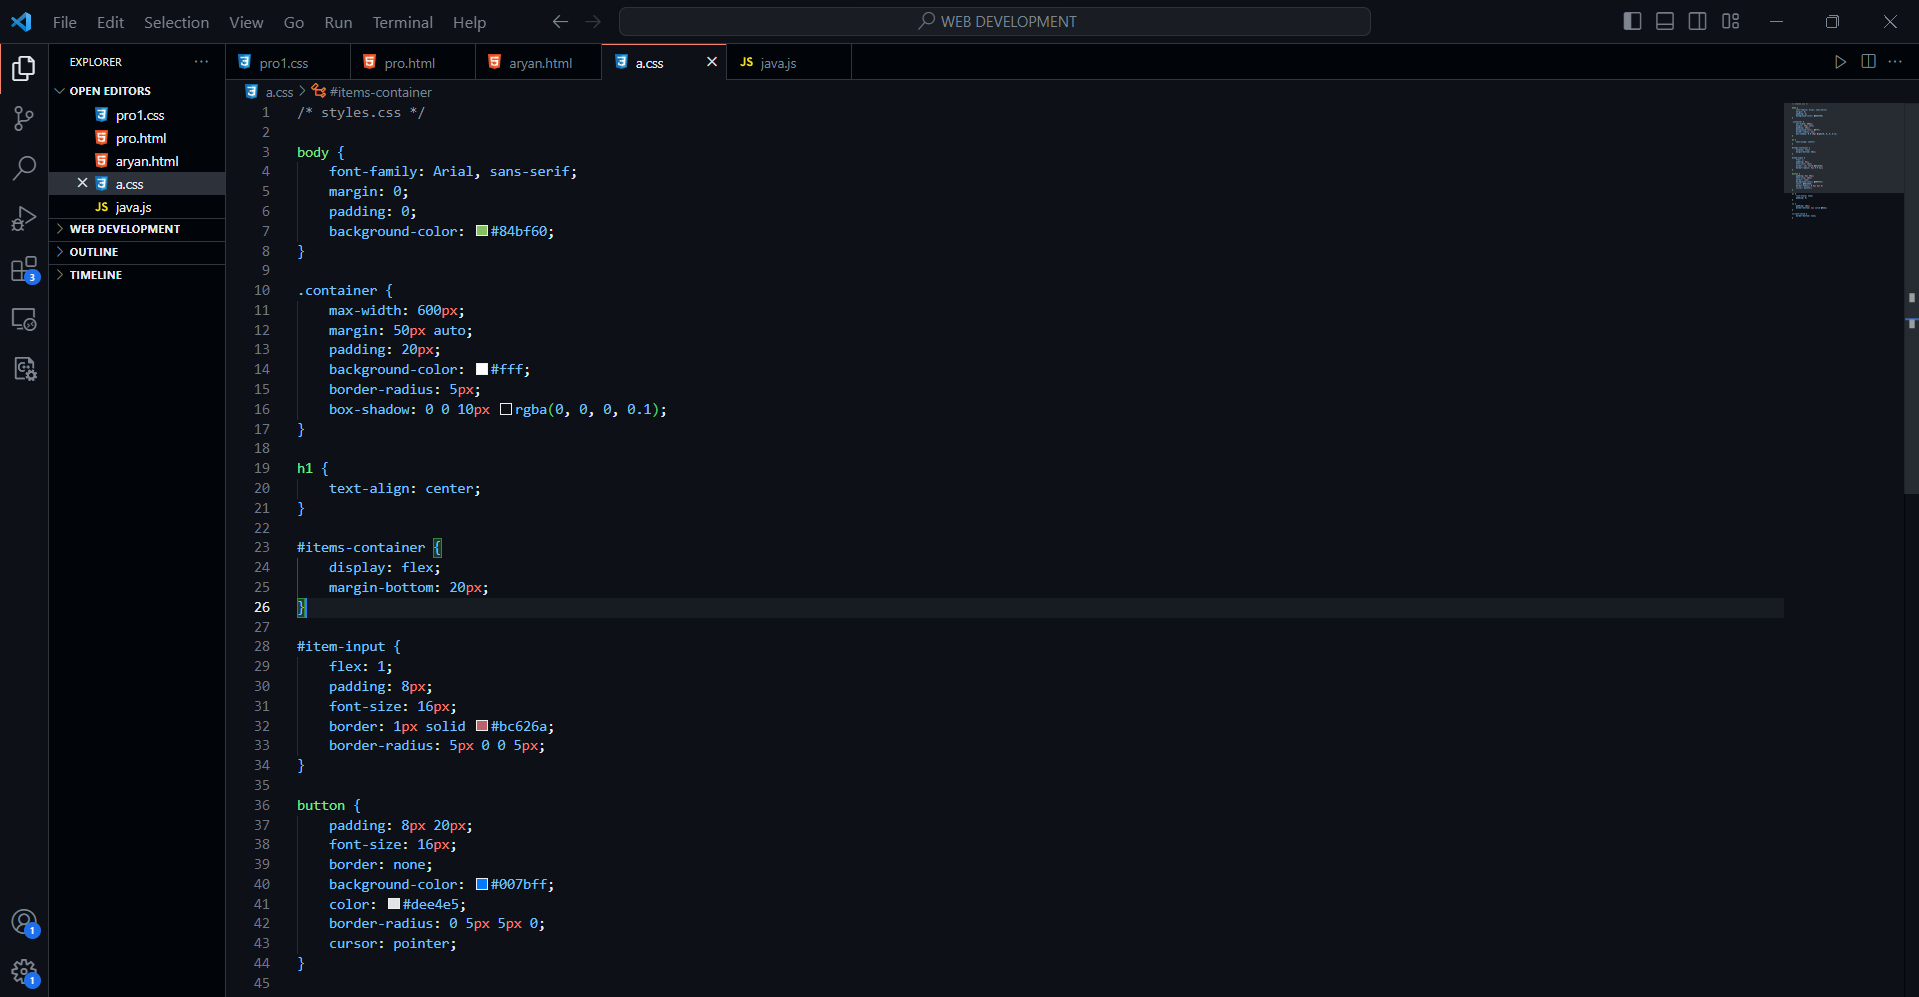 File Edit Selection View Go Run Terminal Help
WEB DEVELOPMENT
EXPLORER
OPEN EDITORS
pro1.css
pro.html
aryan.html
a.css
JS java.js
WEB DEVELOPMENT
OUTLINE
TIMELINE
3
1
1
pro1.css pro.html aryan.html a.css JS java.js
a.css > #items-container
1 /* styles.css */
2
3 body {
4 font-family: Arial, sans-serif;
5 margin: 0;
6 padding: 0;
7 background-color: #84bf60;
8 }
9
10 .container {
11 max-width: 600px;
12 margin: 50px auto;
13 padding: 20px;
14 background-color: #fff;
15 border-radius: 5px;
16 box-shadow: 0 0 10px rgba(0, 0, 0, 0.1);
17 }
18
19 h1 {
20 text-align: center;
21 }
22
23 #items-container {
24 display: flex;
25 margin-bottom: 20px;
26 }
27
28 #item-input {
29 flex: 1;
30 padding: 8px;
31 font-size: 16px;
32 border: 1px solid #bc626a;
33 border-radius: 5px 0 0 5px;
34 }
35
36 button {
37 padding: 8px 20px;
38 font-size: 16px;
39 border: none;
40 background-color: #007bff;
41 color: #dee4e5;
42 border-radius: 0 5px 5px 0;
43 cursor: pointer;
44 }
45